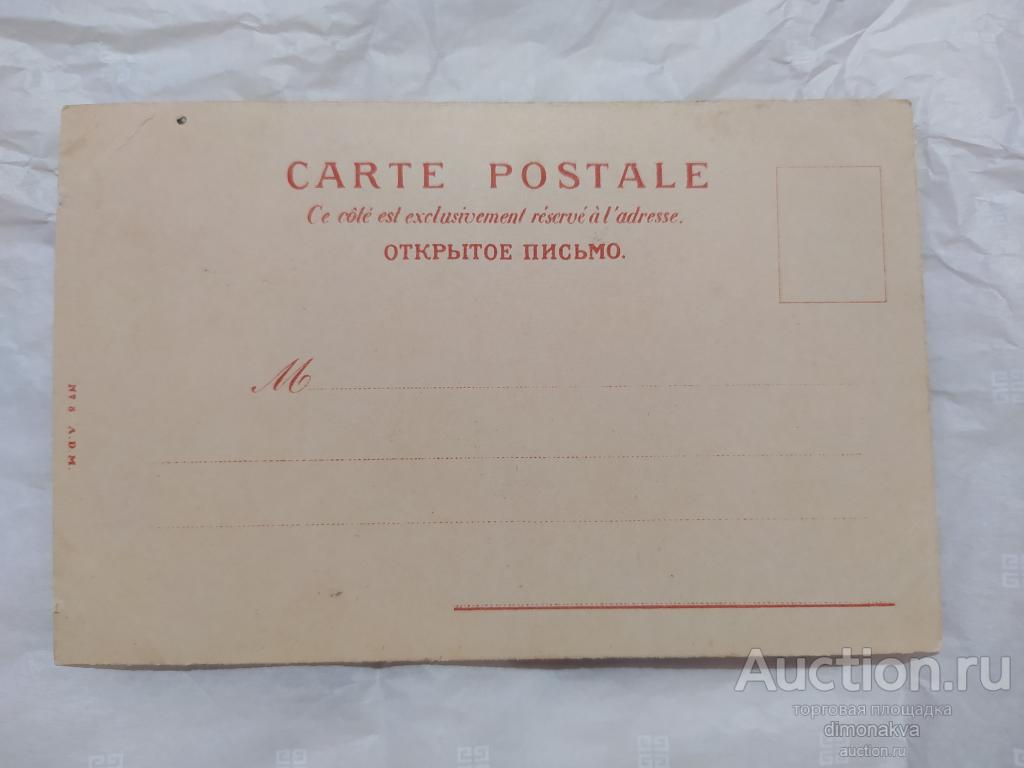 CARTE POSTALE
Ce côté est exclusivement réservé à l'adresse.
ОТКРЫТОЕ ПИСЬМО.
M
Nº 8 A.D.M
Auction.ru
торговая площадка
dimonakva
auction.ru